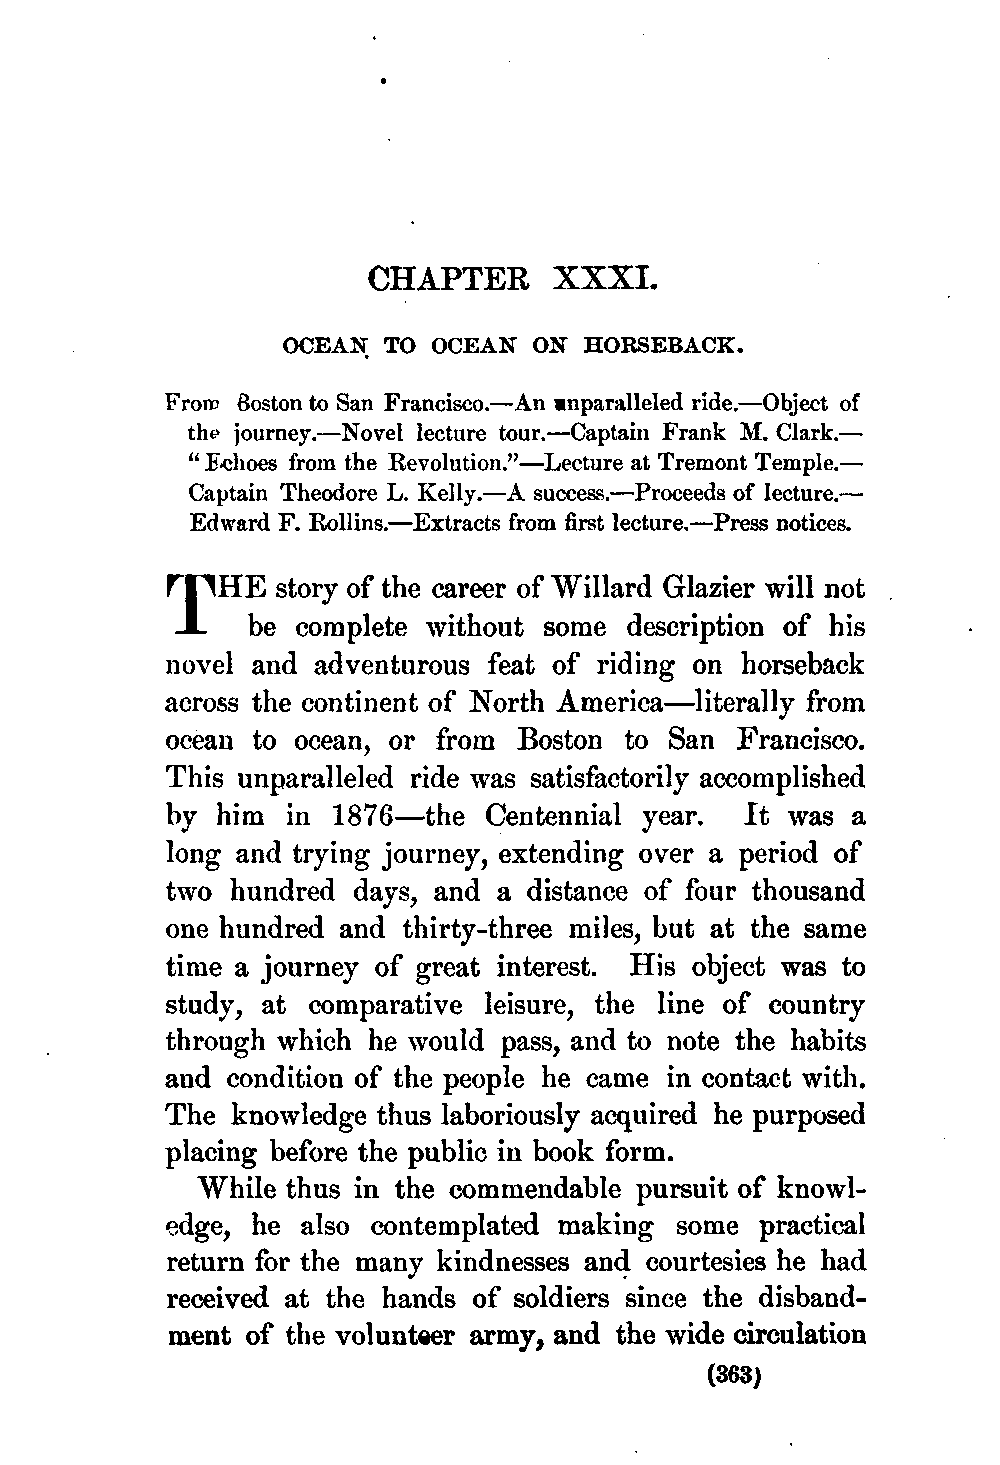 CHAPTER XXXI.
OCEAN TO OCEAN ON HORSEBACK.
From Boston to San Francisco.—An unparalleled ride.—Object of
the journey.—Novel lecture tour.—Captain Frank M. Clark.—
“Echoes from the Revolution.”—Lecture at Tremont Temple.—
Captain Theodore L. Kelly.—A success.—Proceeds of lecture.—
Edward F. Rollins.—Extracts from first lecture.—Press notices.
THE story of the career of Willard Glazier will not
be complete without some description of his
novel and adventurous feat of riding on horseback
across the continent of North America—literally from
ocean to ocean, or from Boston to San Francisco.
This unparalleled ride was satisfactorily accomplished
by him in 1876—the Centennial year. It was a
long and trying journey, extending over a period of
two hundred days, and a distance of four thousand
one hundred and thirty-three miles, but at the same
time a journey of great interest. His object was to
study, at comparative leisure, the line of country
through which he would pass, and to note the habits
and condition of the people he came in contact with.
The knowledge thus laboriously acquired he purposed
placing before the public in book form.
While thus in the commendable pursuit of knowl-
edge, he also contemplated making some practical
return for the many kindnesses and courtesies he had
received at the hands of soldiers since the disband-
ment of the volunteer army, and the wide circulation
(363)